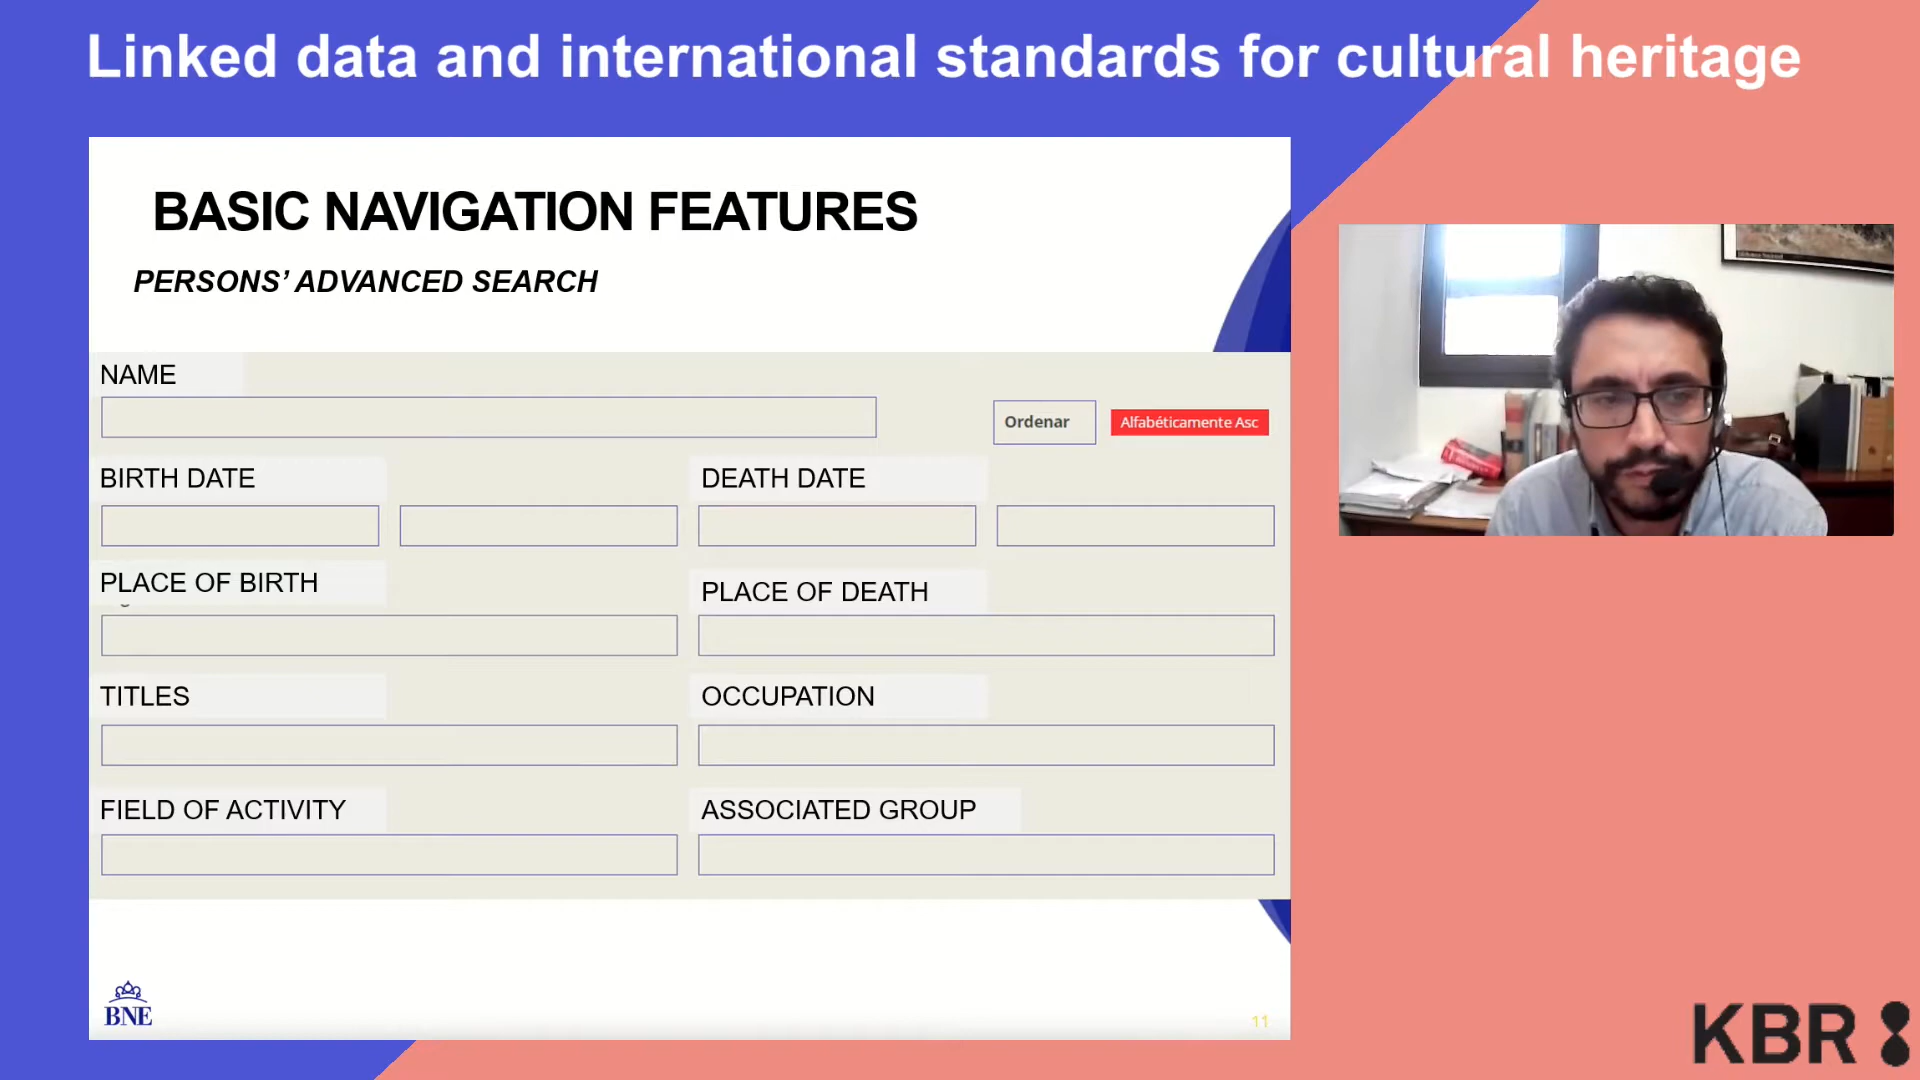 Linked data and international standards for cultural heritage
BASIC NAVIGATION FEATURES
PERSONS’ ADVANCED SEARCH
NAME
Ordenar
Alfabéticamente Asc
BIRTH DATE
DEATH DATE
PLACE OF BIRTH
PLACE OF DEATH
TITLES
OCCUPATION
FIELD OF ACTIVITY
ASSOCIATED GROUP
BNE
11
KBR